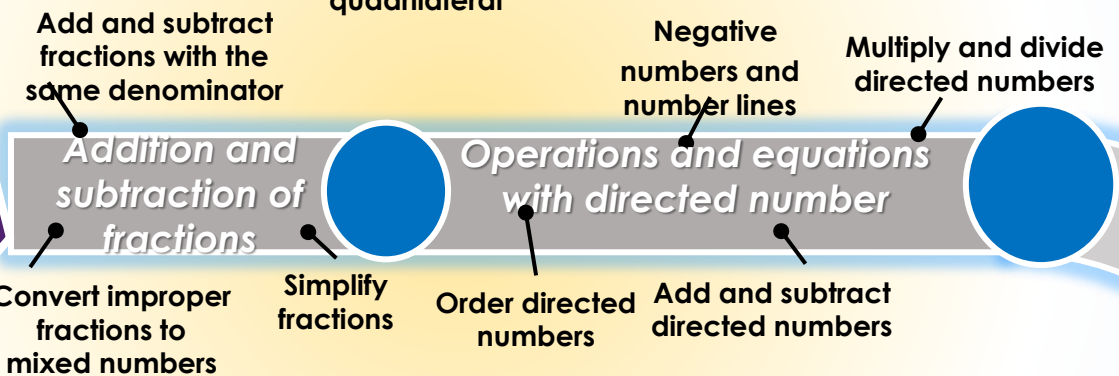 quadrilateral
Add and subtract
fractions with the
same denominator
Negative
numbers and
number lines
Multiply and divide
directed numbers
Addition and
subtraction of
fractions
Operations and equations
with directed number
Convert improper
fractions to
mixed numbers
Simplify
fractions
Order directed
numbers
Add and subtract
directed numbers